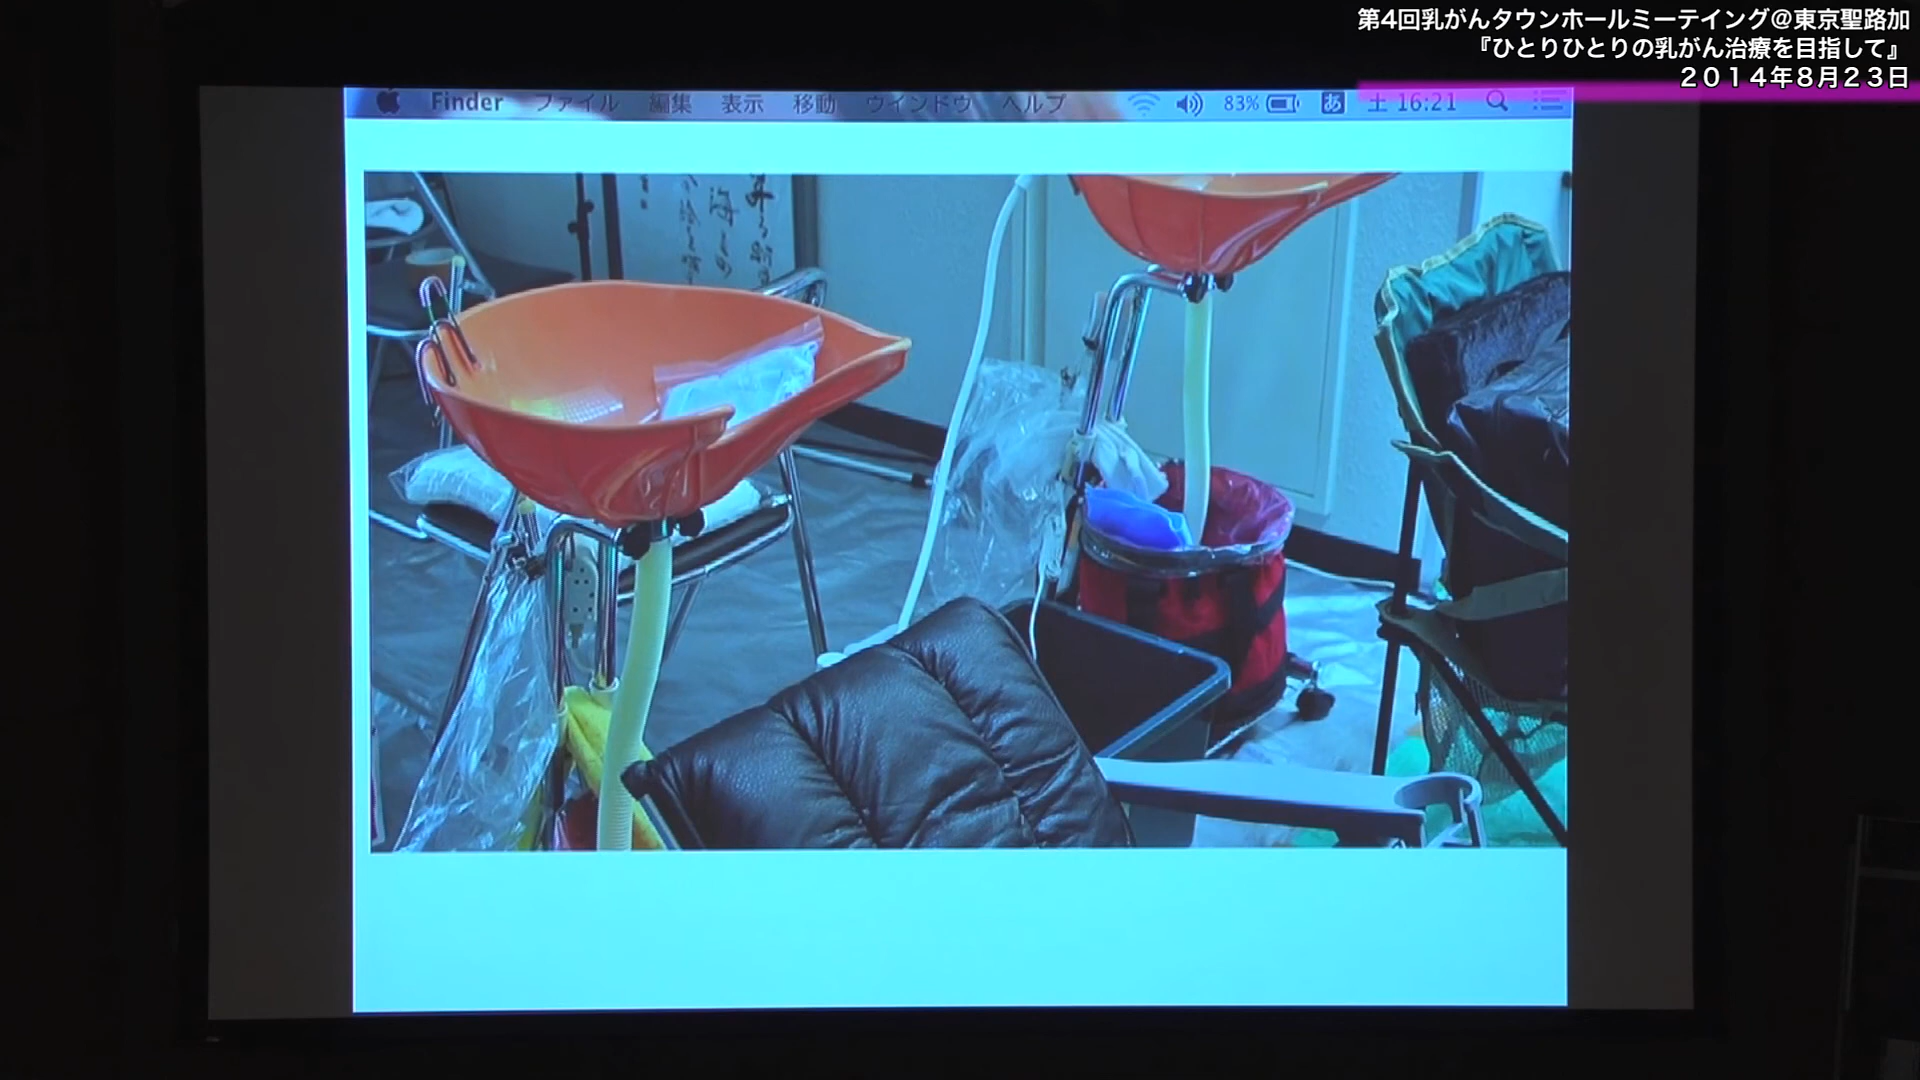 第4回乳がんタウンホールミーテイング＠東京聖路加
『ひとりひとりの乳がん治療を目指して』
２０１４年８月２３日
Finder ファイル 編集 表示 移動 ウインドウ ヘルプ 83% あ 土 16:21